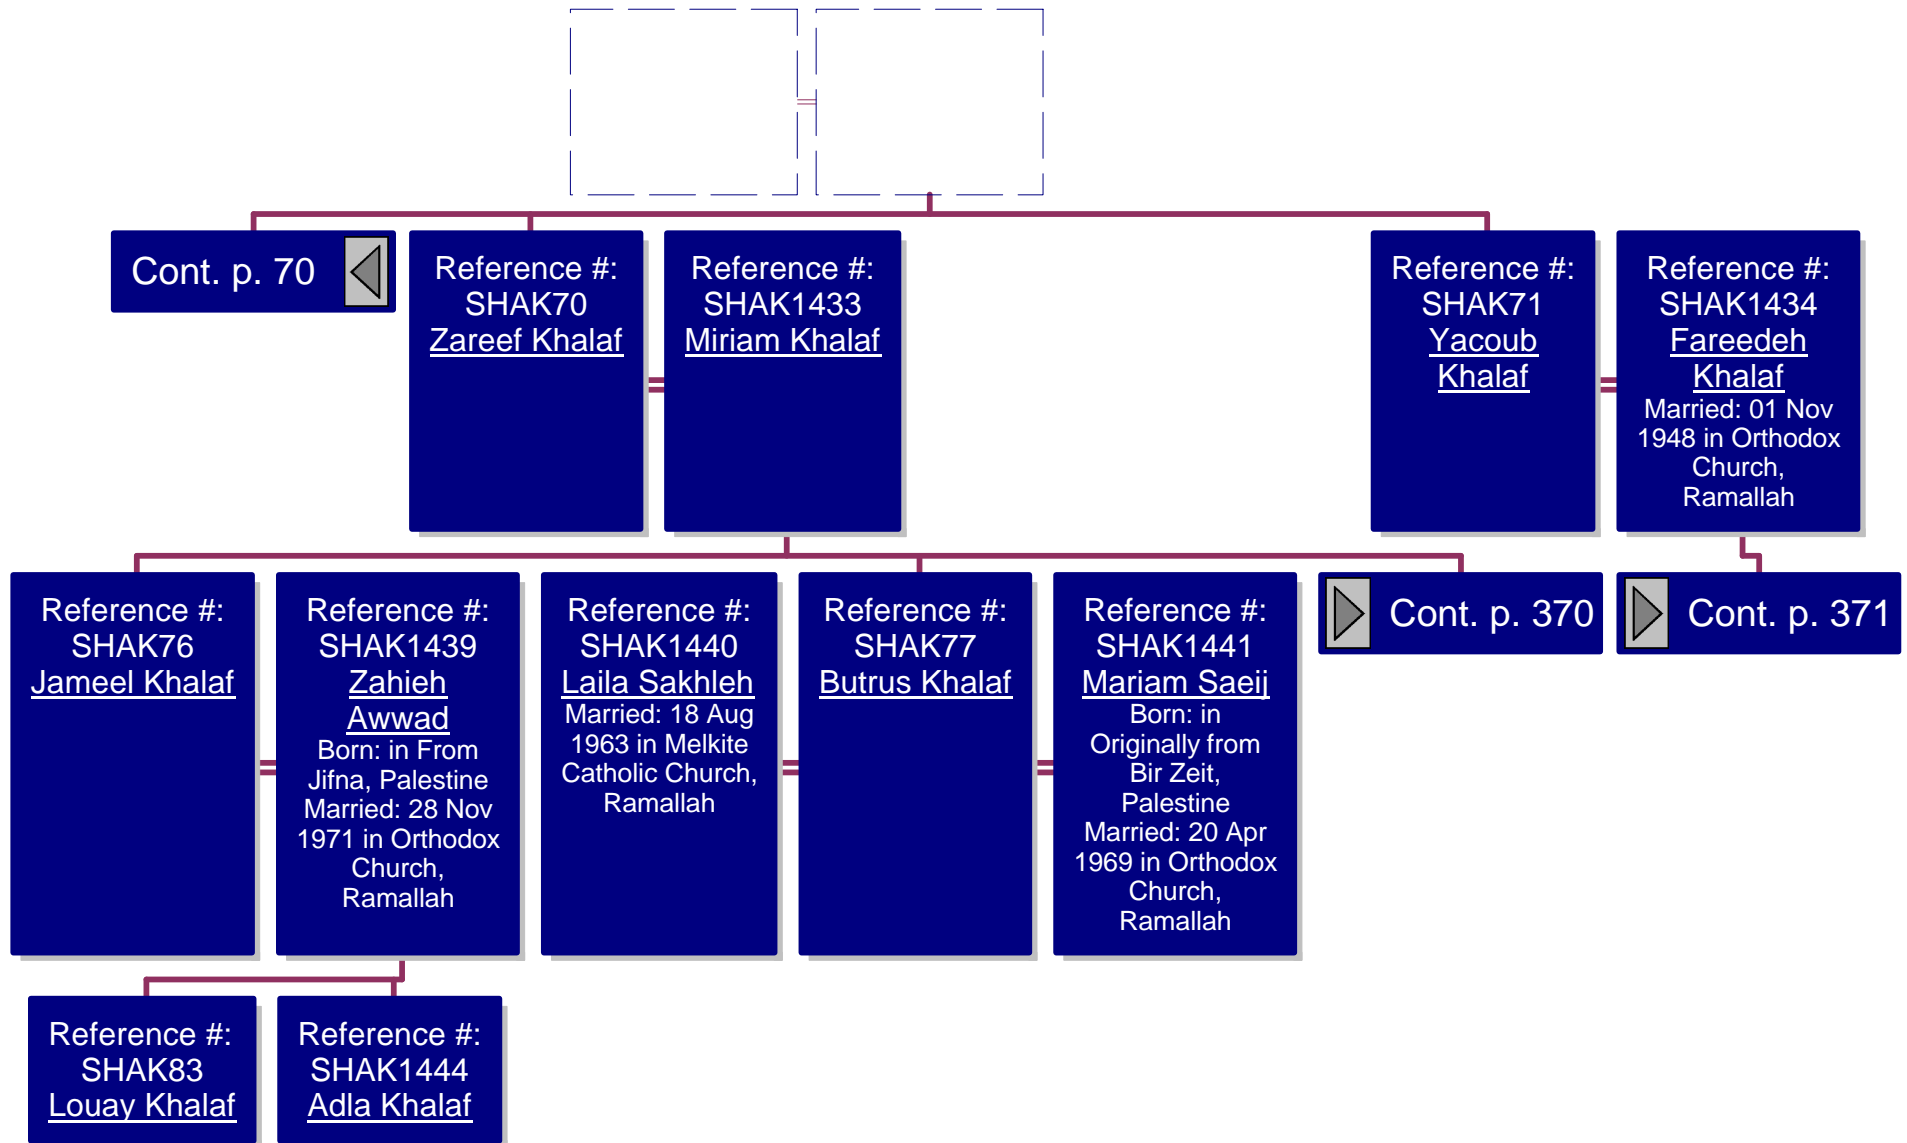 Cont. p. 70
Reference #:
SHAK70
Zareef Khalaf
Reference #:
SHAK1433
Miriam Khalaf
Reference #:
SHAK71
Yacoub
Khalaf
Reference #:
SHAK1434
Fareedeh
Khalaf
Married: 01 Nov
1948 in Orthodox
Church,
Ramallah
Reference #:
SHAK76
Jameel Khalaf
Reference #:
SHAK1439
Zahieh
Awwad
Born: in From
Jifna, Palestine
Married: 28 Nov
1971 in Orthodox
Church,
Ramallah
Reference #:
SHAK1440
Laila Sakhleh
Married: 18 Aug
1963 in Melkite
Catholic Church,
Ramallah
Reference #:
SHAK77
Butrus Khalaf
Reference #:
SHAK1441
Mariam Saeij
Born: in
Originally from
Bir Zeit,
Palestine
Married: 20 Apr
1969 in Orthodox
Church,
Ramallah
Cont. p. 370
Cont. p. 371
Reference #:
SHAK83
Louay Khalaf
Reference #:
SHAK1444
Adla Khalaf